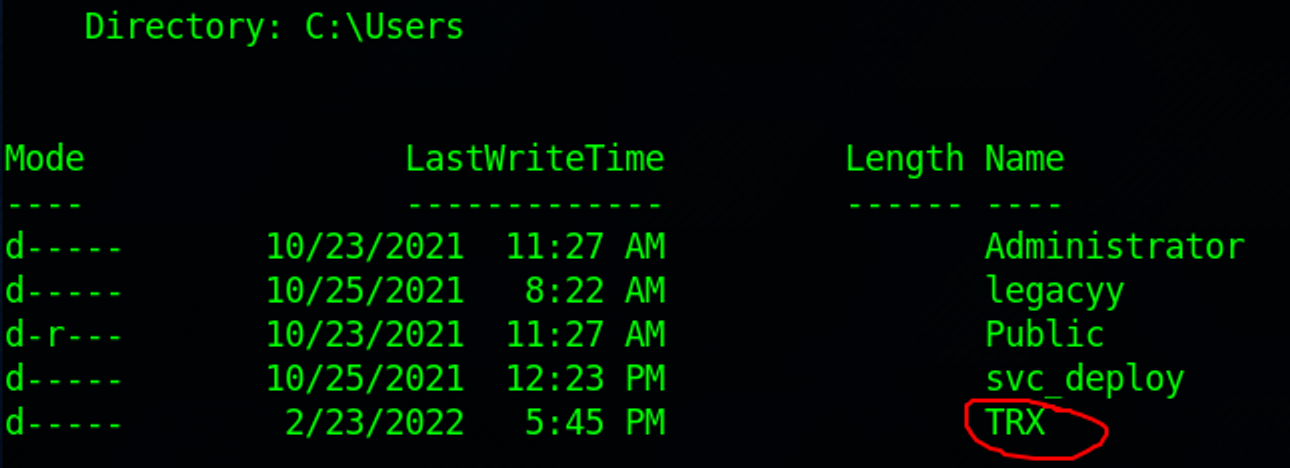 Directory: C:\Users
Mode LastWriteTime Length Name
---- ------------- ------ ----
d----- 10/23/2021 11:27 AM Administrator
d----- 10/25/2021 8:22 AM legacyy
d-r--- 10/23/2021 11:27 AM Public
d----- 10/25/2021 12:23 PM svc_deploy
d----- 2/23/2022 5:45 PM TRX